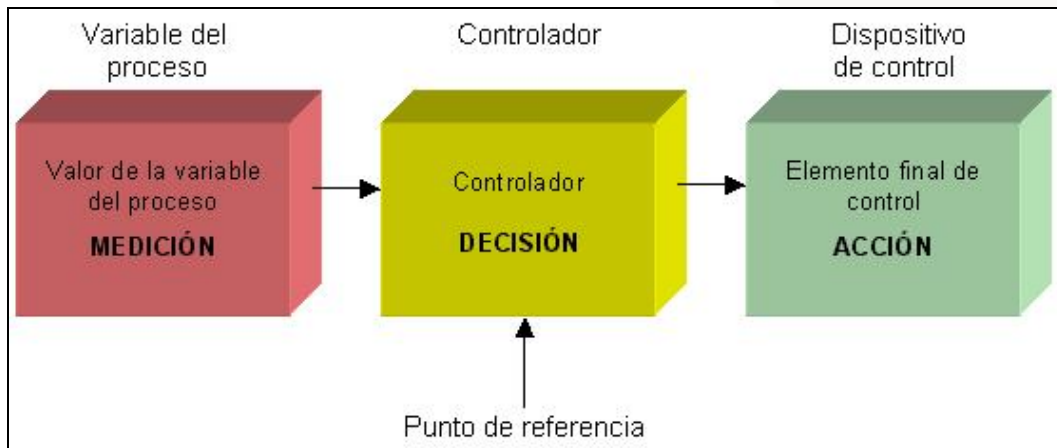 Variable del
proceso
Controlador
Dispositivo
de control
Valor de la variable
del proceso
MEDICIÓN
Controlador
DECISIÓN
Elemento final de
control
ACCIÓN
Punto de referencia